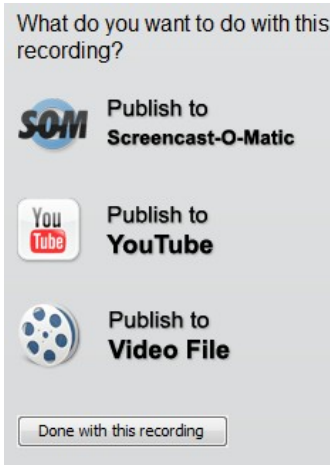 What do you want to do with this
recording?
SOM
Publish to
Screencast-O-Matic
You
Tube
Publish to
YouTube
Publish to
Video File
Done with this recording